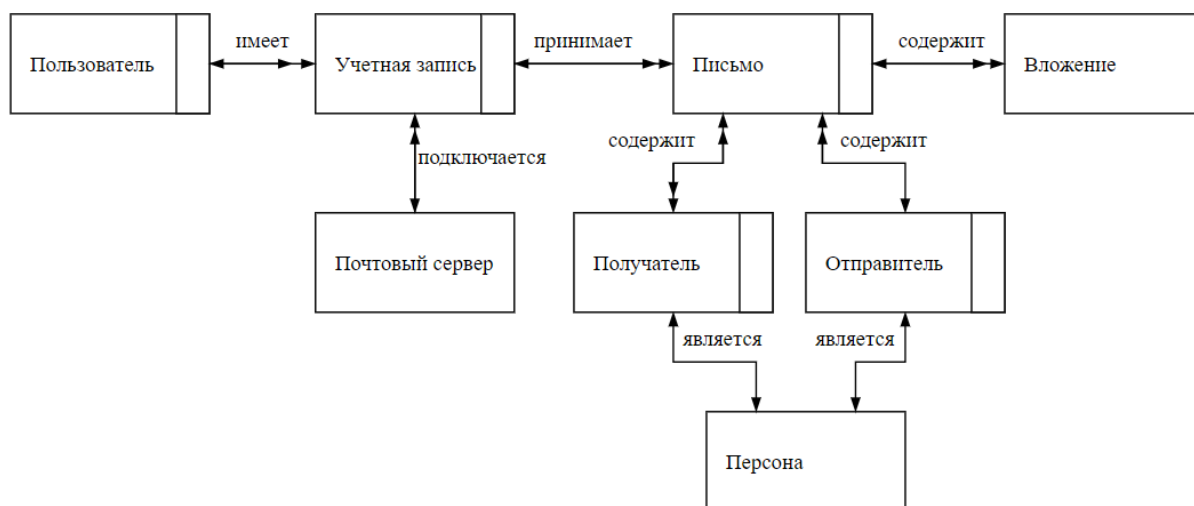 имеет
принимает
содержит
Пользователь
Учетная запись
Письмо
Вложение
содержит
содержит
подключается
Почтовый сервер
Получатель
Отправитель
является
является
Персона